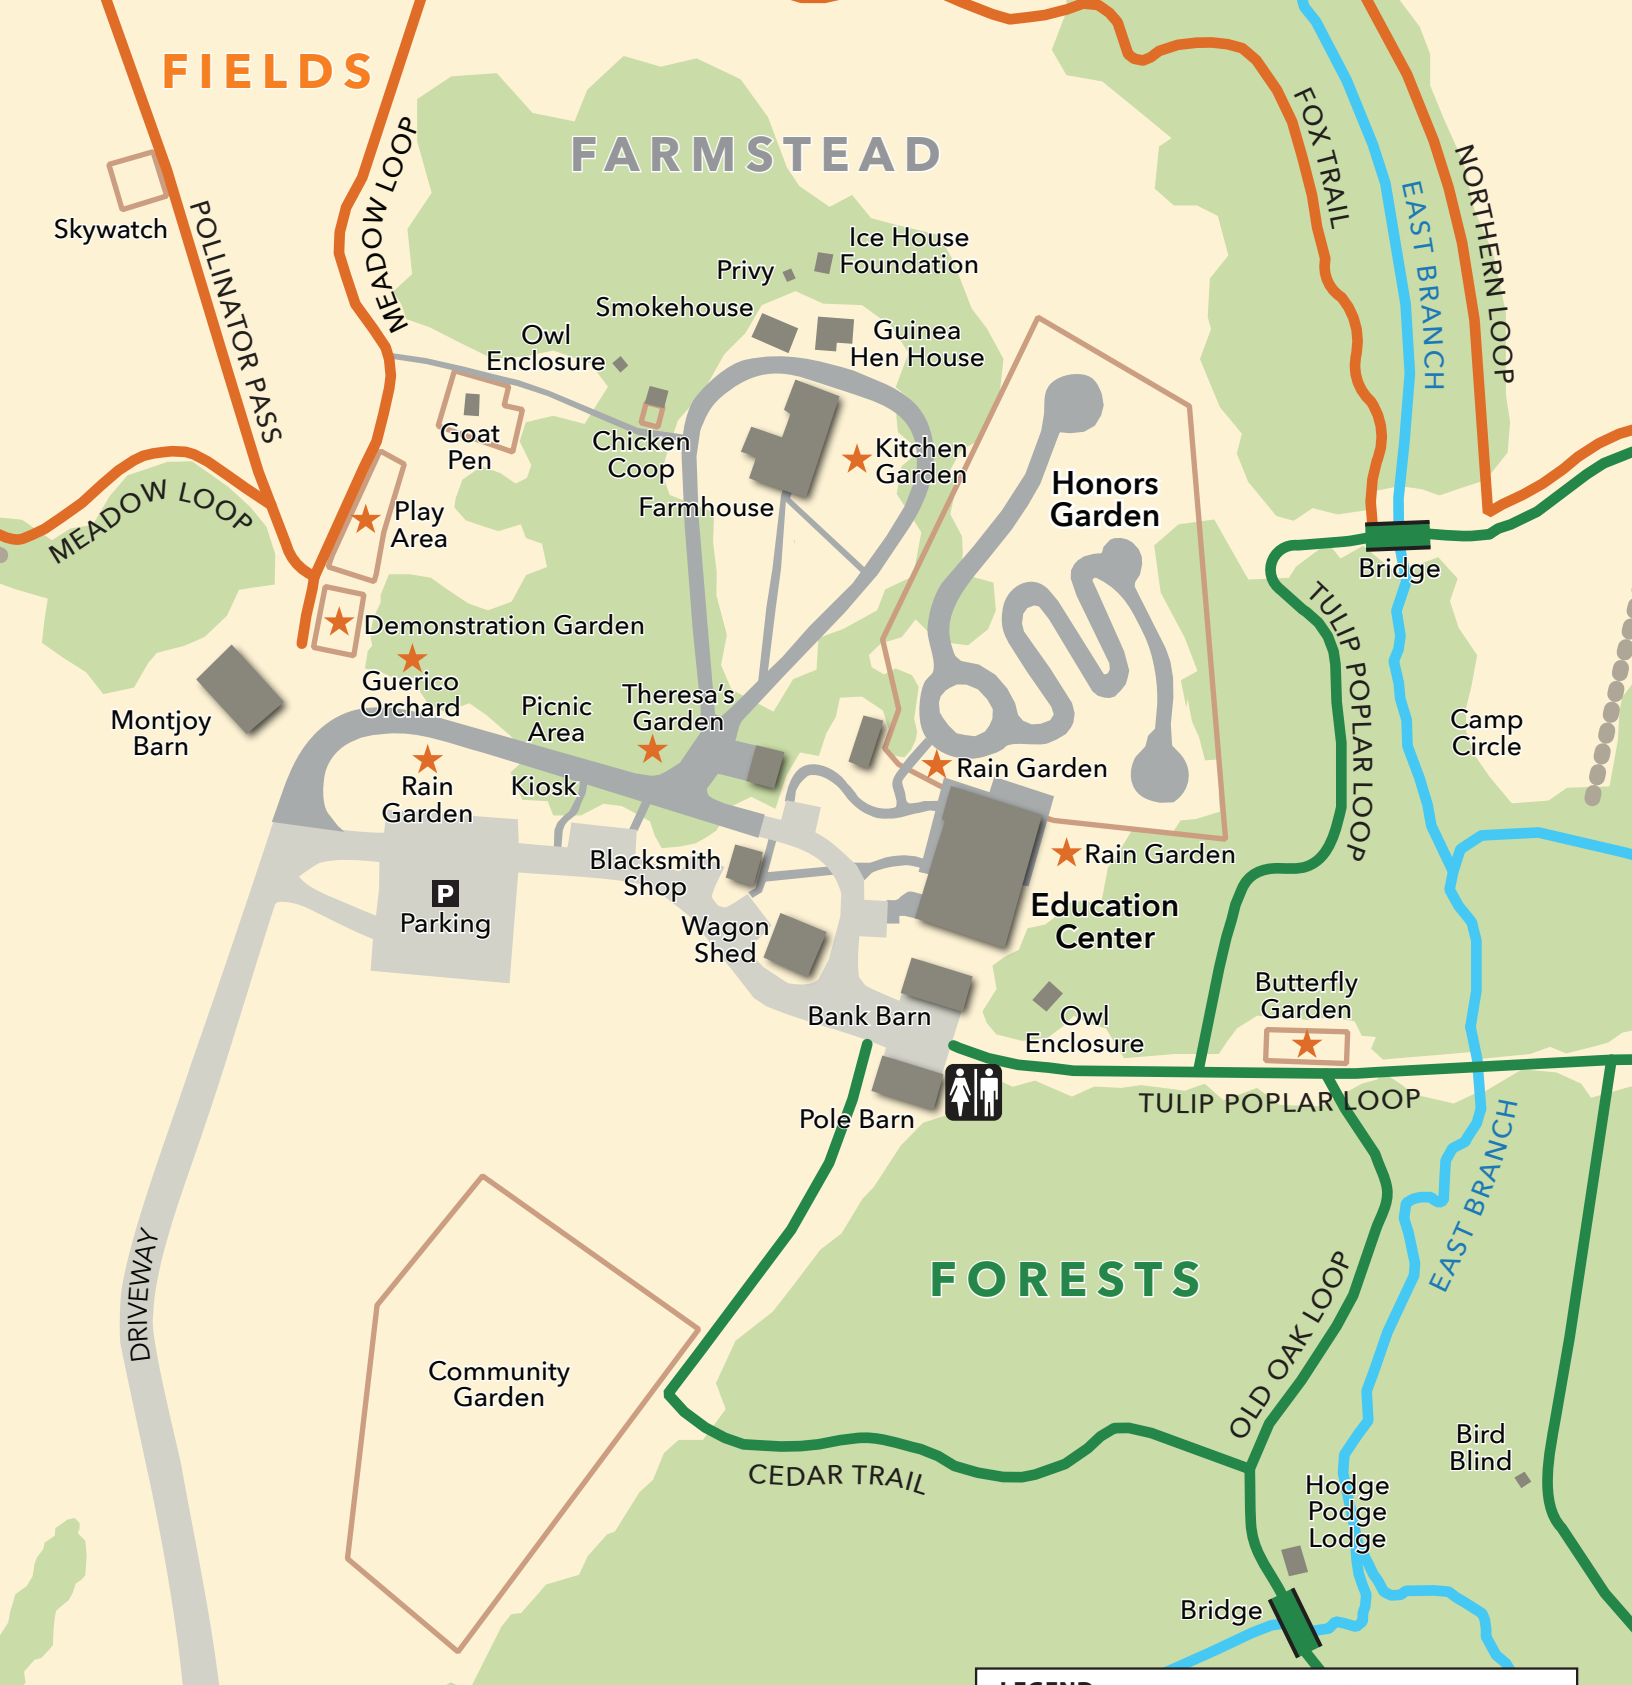 FIELDS
FARMSTEAD
MEADOW LOOP
POLLINATOR PASS
Skywatch
FOX TRAIL
EAST BRANCH
NORTHERN LOOP
Ice House
Foundation
Privy
Smokehouse
Guinea
Hen House
Owl
Enclosure
Goat
Pen
Chicken
Coop
Kitchen
Garden
Farmhouse
Honors
Garden
MEADOW LOOP
Play
Area
Bridge
TULIP POPLAR LOOP
Demonstration Garden
Guerico
Orchard
Montjoy
Barn
Picnic
Area
Theresa's
Garden
Camp
Circle
Rain
Garden
Kiosk
Rain Garden
Rain Garden
Blacksmith
Shop
P
Parking
Wagon
Shed
Education
Center
Butterfly
Garden
Bank Barn
Owl
Enclosure
Pole Barn
TULIP POPLAR LOOP
EAST BRANCH
DRIVEWAY
FORESTS
OLD OAK LOOP
Community
Garden
CEDAR TRAIL
Bird
Blind
Hodge
Podge
Lodge
Bridge
LEGEND